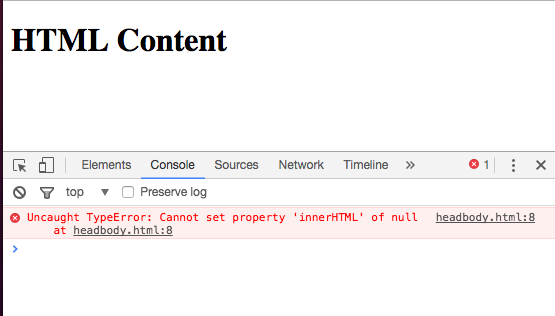 HTML Content
Elements Console Sources Network Timeline » 1
top ▼ Preserve log
Uncaught TypeError: Cannot set property 'innerHTML' of null headbody.html:8
at headbody.html:8
>